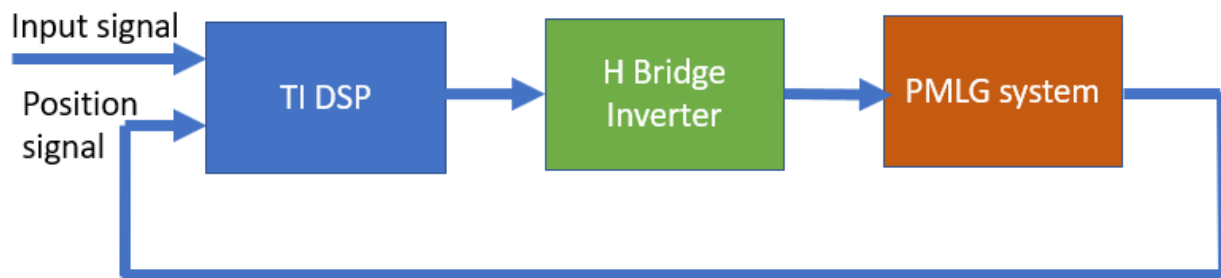 Input signal
Position
signal
TI DSP
H Bridge
Inverter
PMLG system